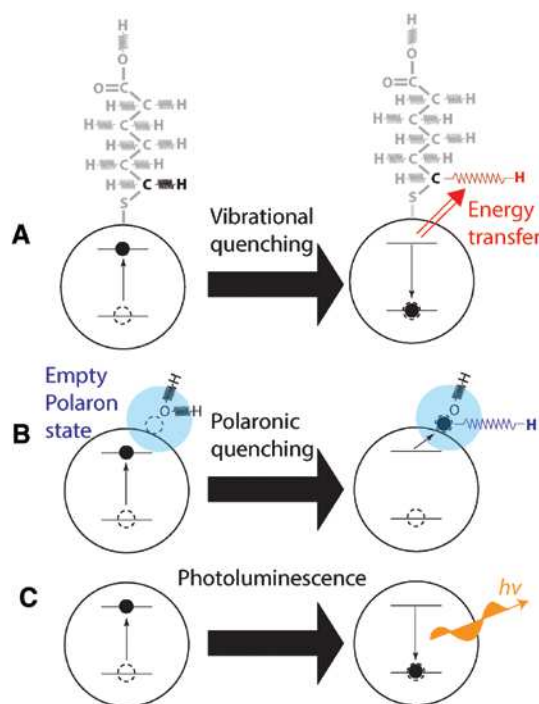 H
O
O=C
C H
H C H
H C H
H C H
H C H
H C-H
S
H
O
O=C
C H
H C H
H C H
H C H
H C H
H C H
S
A
Vibrational
quenching
Energy
transfer
Empty
Polaron
state
H
O H
B
Polaronic
quenching
H
O
H
C
Photoluminescence
hν